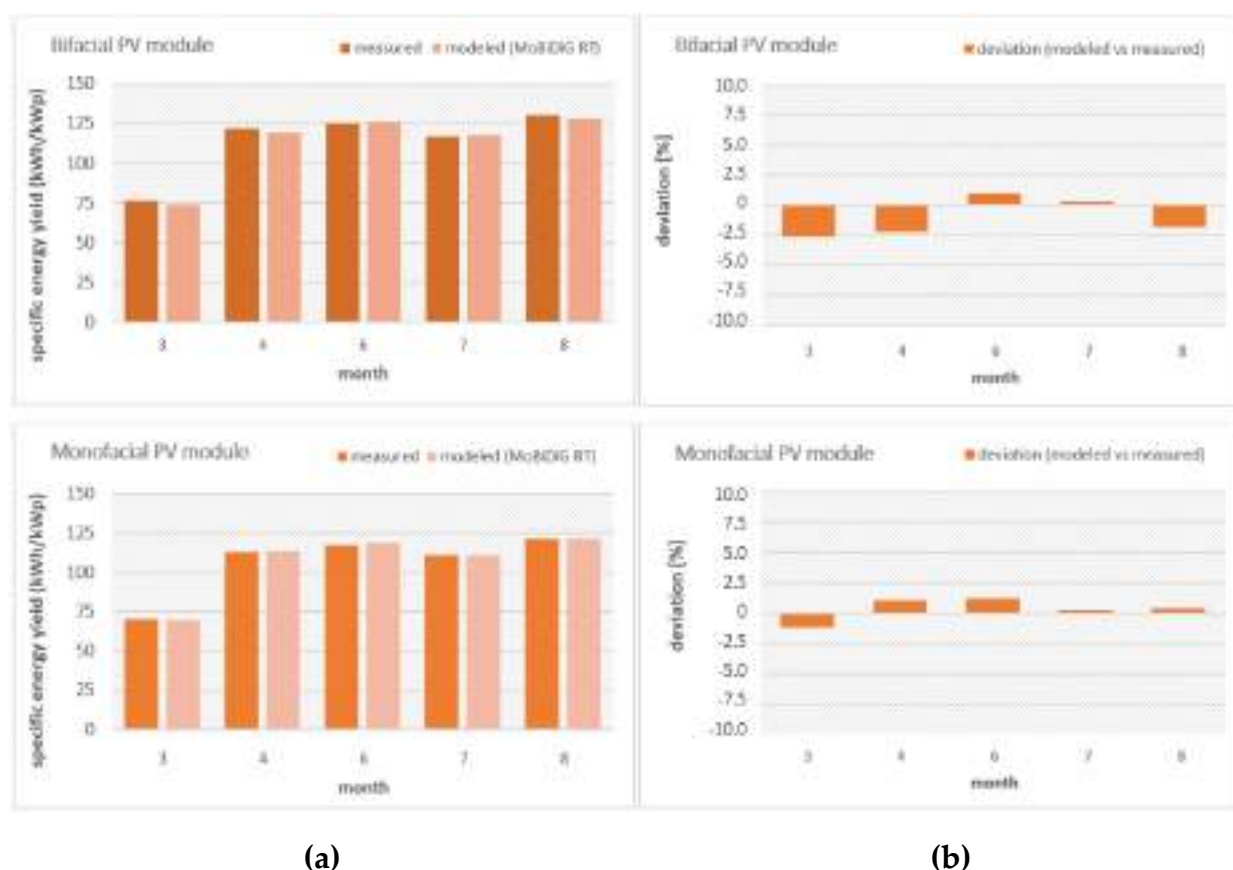 Bifacial PV module
measured modeled (MoBiDiG RT)
specific energy yield (kWh/kWp)
150
125
100
75
50
25
0
3 4 6 7 8
month
Bifacial PV module
deviation (modeled vs measured)
deviation [%]
10.0
7.5
5.0
2.5
0
-2.5
-5.0
-7.5
-10.0
3 4 6 7 8
month
Monofacial PV module
measured modeled (MoBiDiG RT)
specific energy yield (kWh/kWp)
150
125
100
75
50
25
0
3 4 6 7 8
month
Monofacial PV module
deviation (modeled vs measured)
deviation [%]
10.0
7.5
5.0
2.5
0
-2.5
-5.0
-7.5
-10.0
3 4 6 7 8
month
(a) (b)